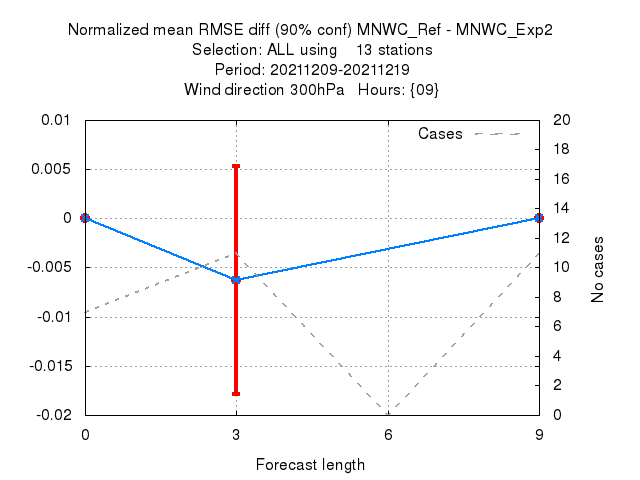 Normalized mean RMSE diff (90% conf) MNWC_Ref - MNWC_Exp2
Selection: ALL using    13 stations
Period: 20211209-20211219
Wind direction 300hPa   Hours: {09}
Cases
0.01
0.005
0
-0.005
-0.01
-0.015
-0.02
20
18
16
14
12
10
8
6
4
2
0
No cases
0 3 6 9
Forecast length